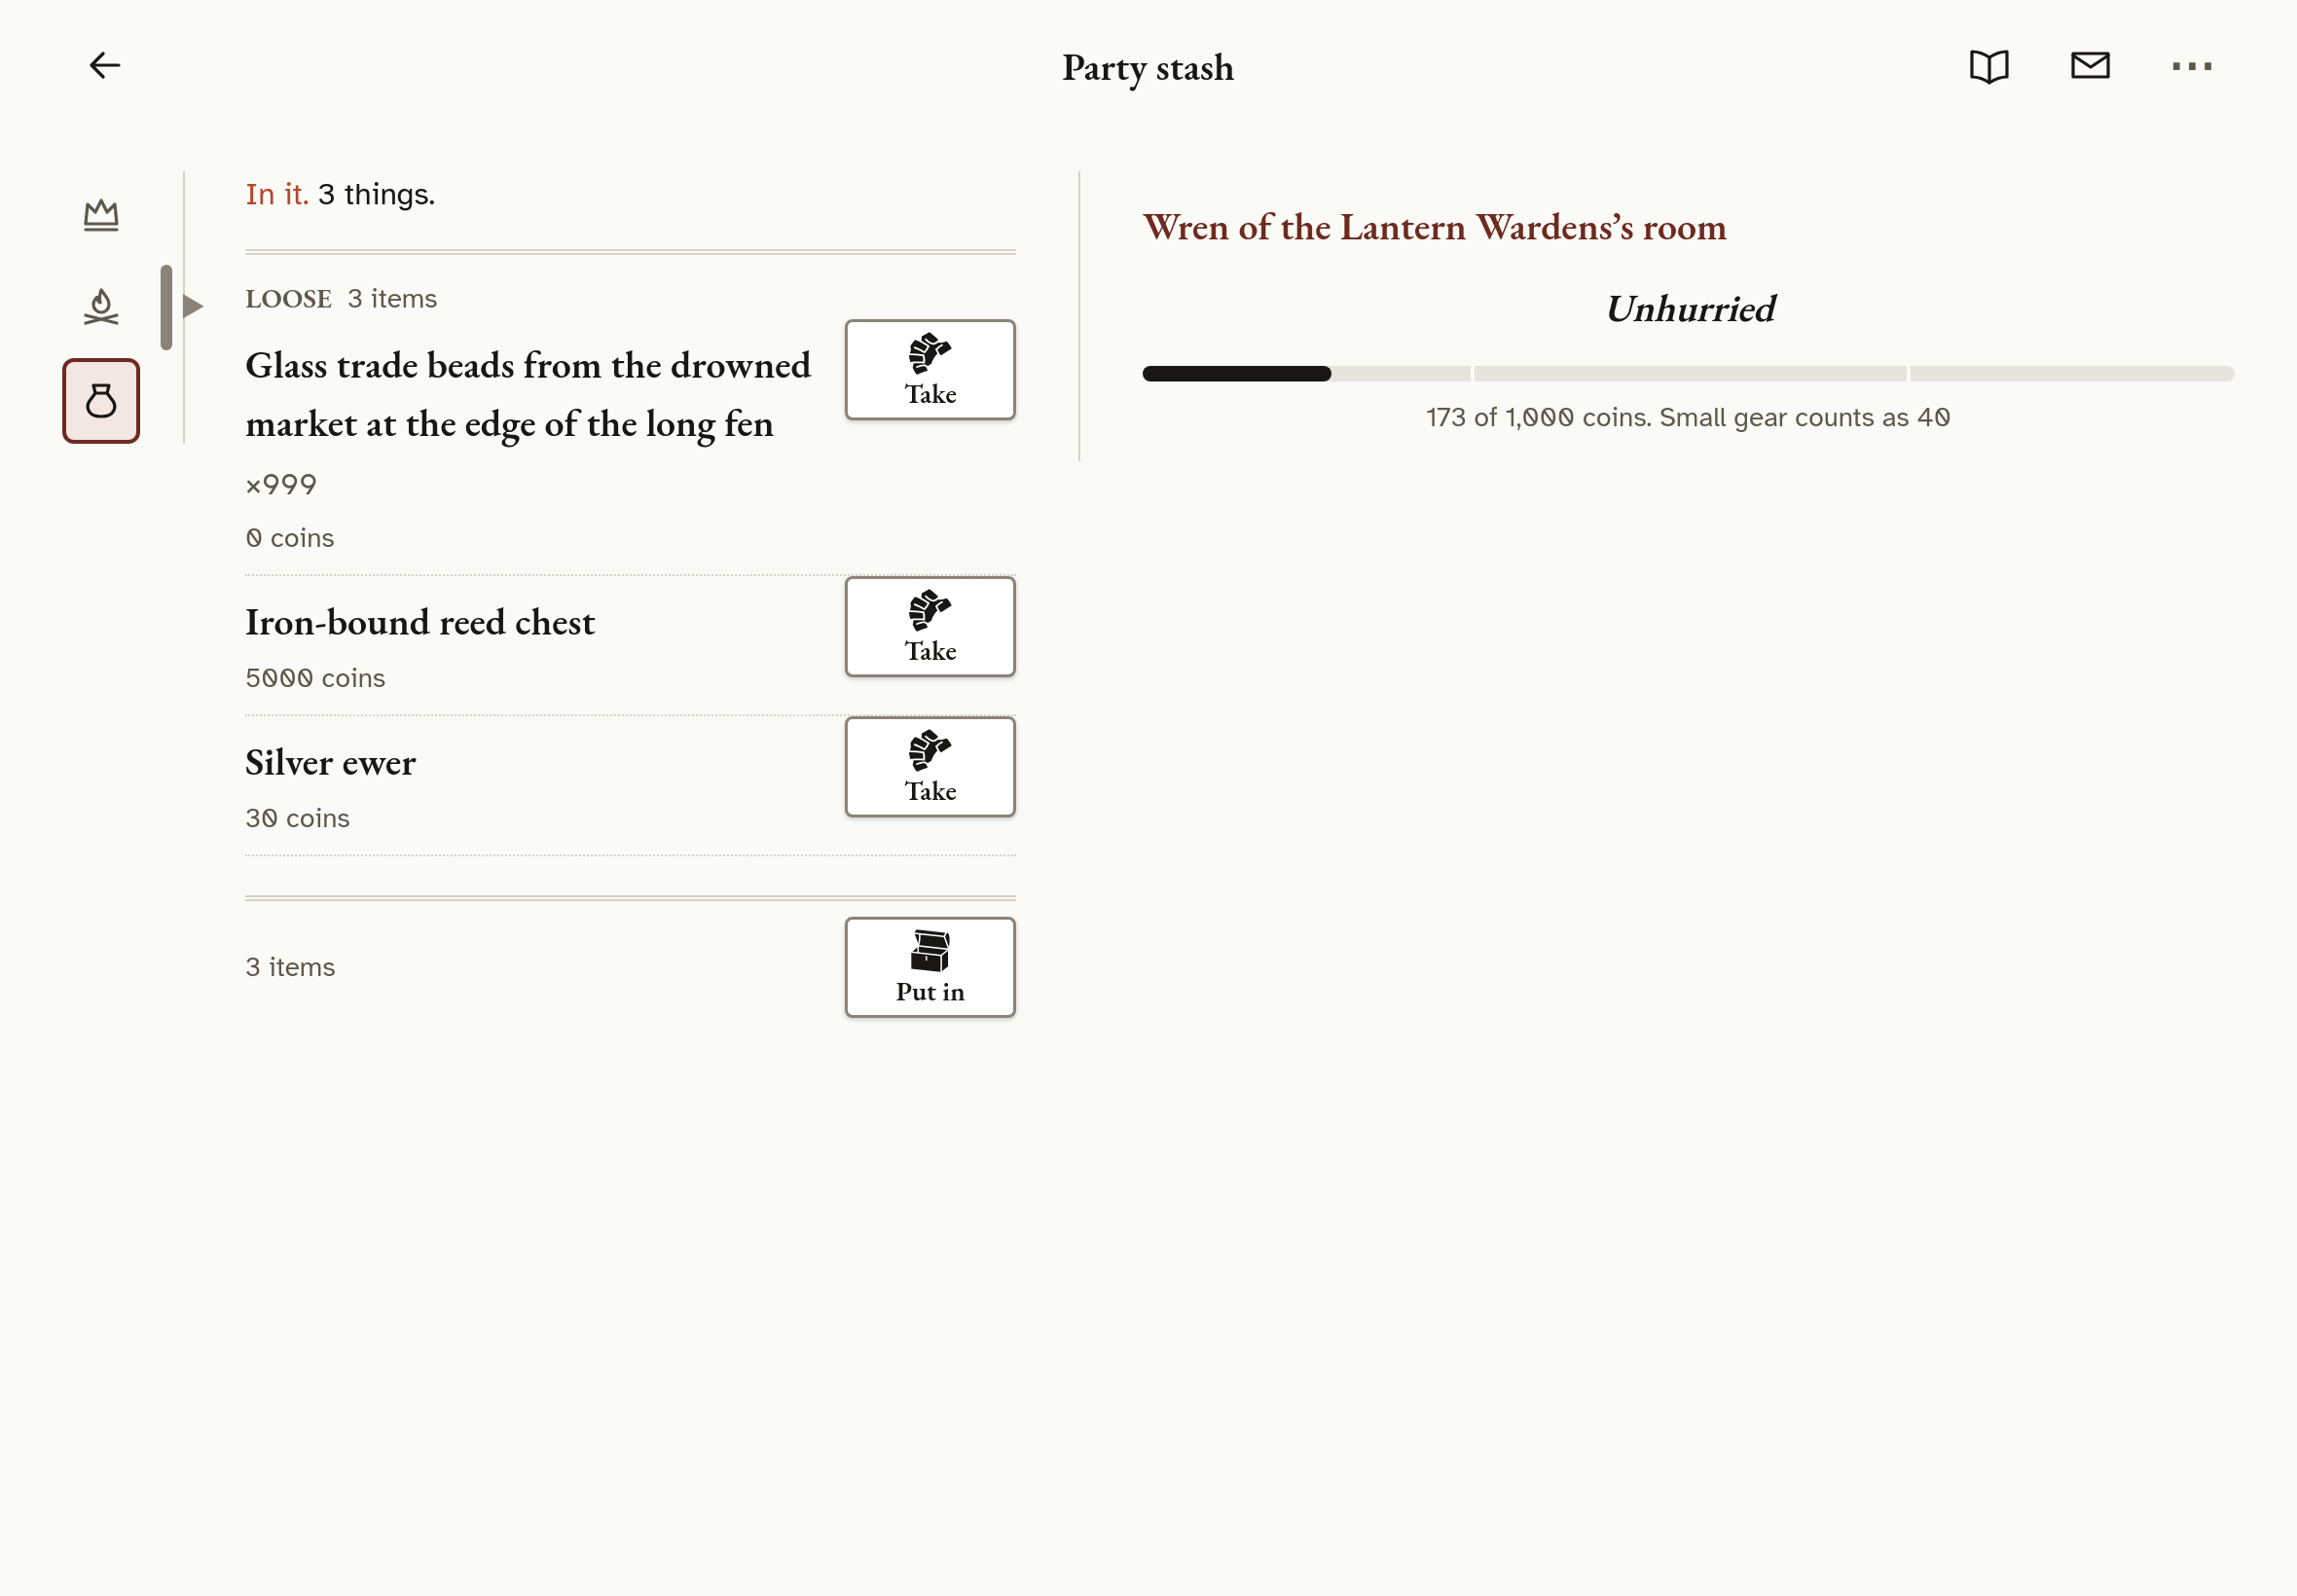 Party stash
In it. 3 things.
LOOSE 3 items
Glass trade beads from the drowned
market at the edge of the long fen
×999
0 coins
Take
Iron-bound reed chest
5000 coins
Take
Silver ewer
30 coins
Take
3 items
Put in
Wren of the Lantern Wardens’s room
Unhurried
173 of 1,000 coins. Small gear counts as 40